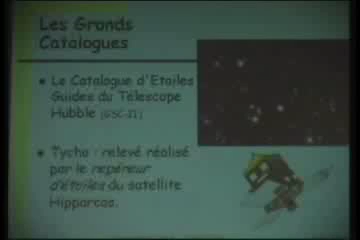 Les Grands
Catalogues
• Le Catalogue d'Etoiles
Guides du Télescope
Hubble (GSC-II)
• Tycho : relevé réalisé
par le repéreur
d'étoiles du satellite
Hipparcos.